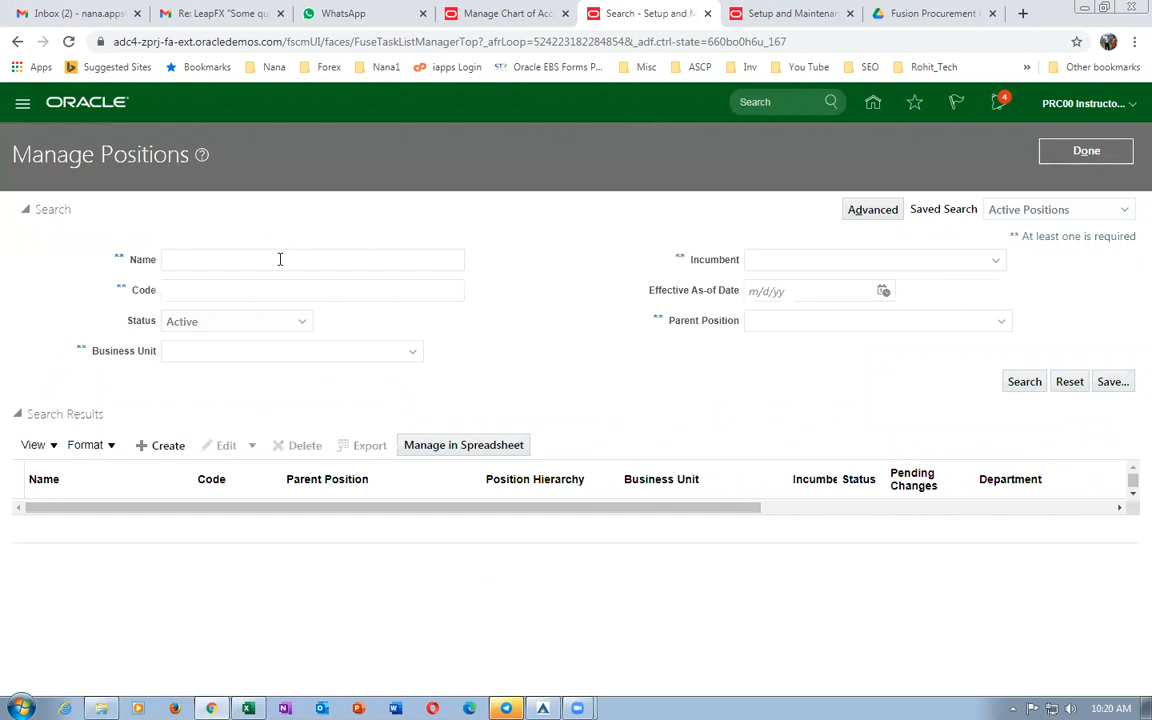 Inbox (2) - nana.apps
Re: LeapFX "Some qu
WhatsApp
Manage Chart of Acc
Search - Setup and M
Setup and Maintenan
Fusion Procurement
adc4-zprj-fa-ext.oracledemos.com/fscmUI/faces/FuseTaskListManagerTop?_afrLoop=5242231822848548&_adf.ctrl-state=660bo0h6u_167
Apps
Suggested Sites
Bookmarks
Nana
Forex
Nana1
iapps Login
Oracle EBS Forms P...
Misc
ASCP
Inv
You Tube
SEO
Rohit_Tech
»
Other bookmarks
ORACLE
Search
4
PRC00 Instructo...
Manage Positions
Done
Search
Advanced
Saved Search
Active Positions
** At least one is required
** Name
** Incumbent
** Code
Effective As-of Date
m/d/yy
Status
Active
** Parent Position
** Business Unit
Search
Reset
Save...
Search Results
View
Format
Create
Edit
Delete
Export
Manage in Spreadsheet
Name
Code
Parent Position
Position Hierarchy
Business Unit
Incumbe
Status
Pending Changes
Department
10:20 AM